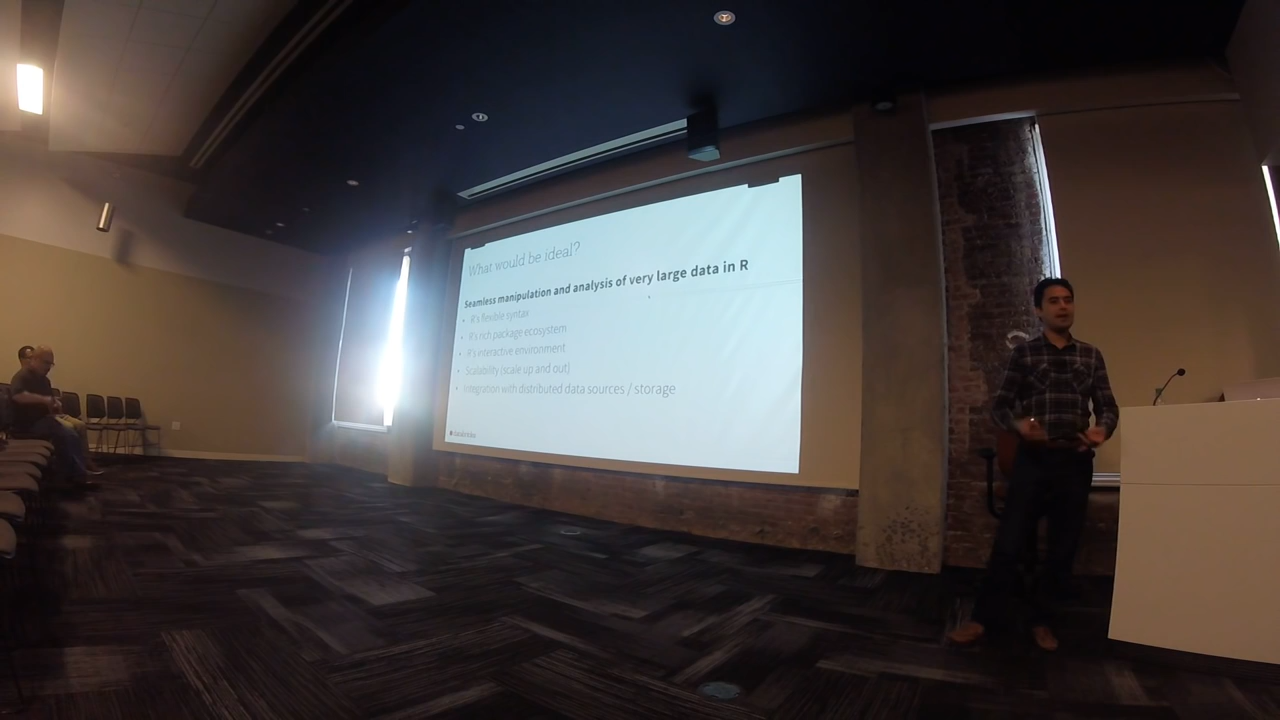 What would be ideal?
Seamless manipulation and analysis of very large data in R
• R's flexible syntax
• R's rich package ecosystem
• R's interactive environment
• Scalability (scale up and out)
• Integration with distributed data sources / storage
databricks